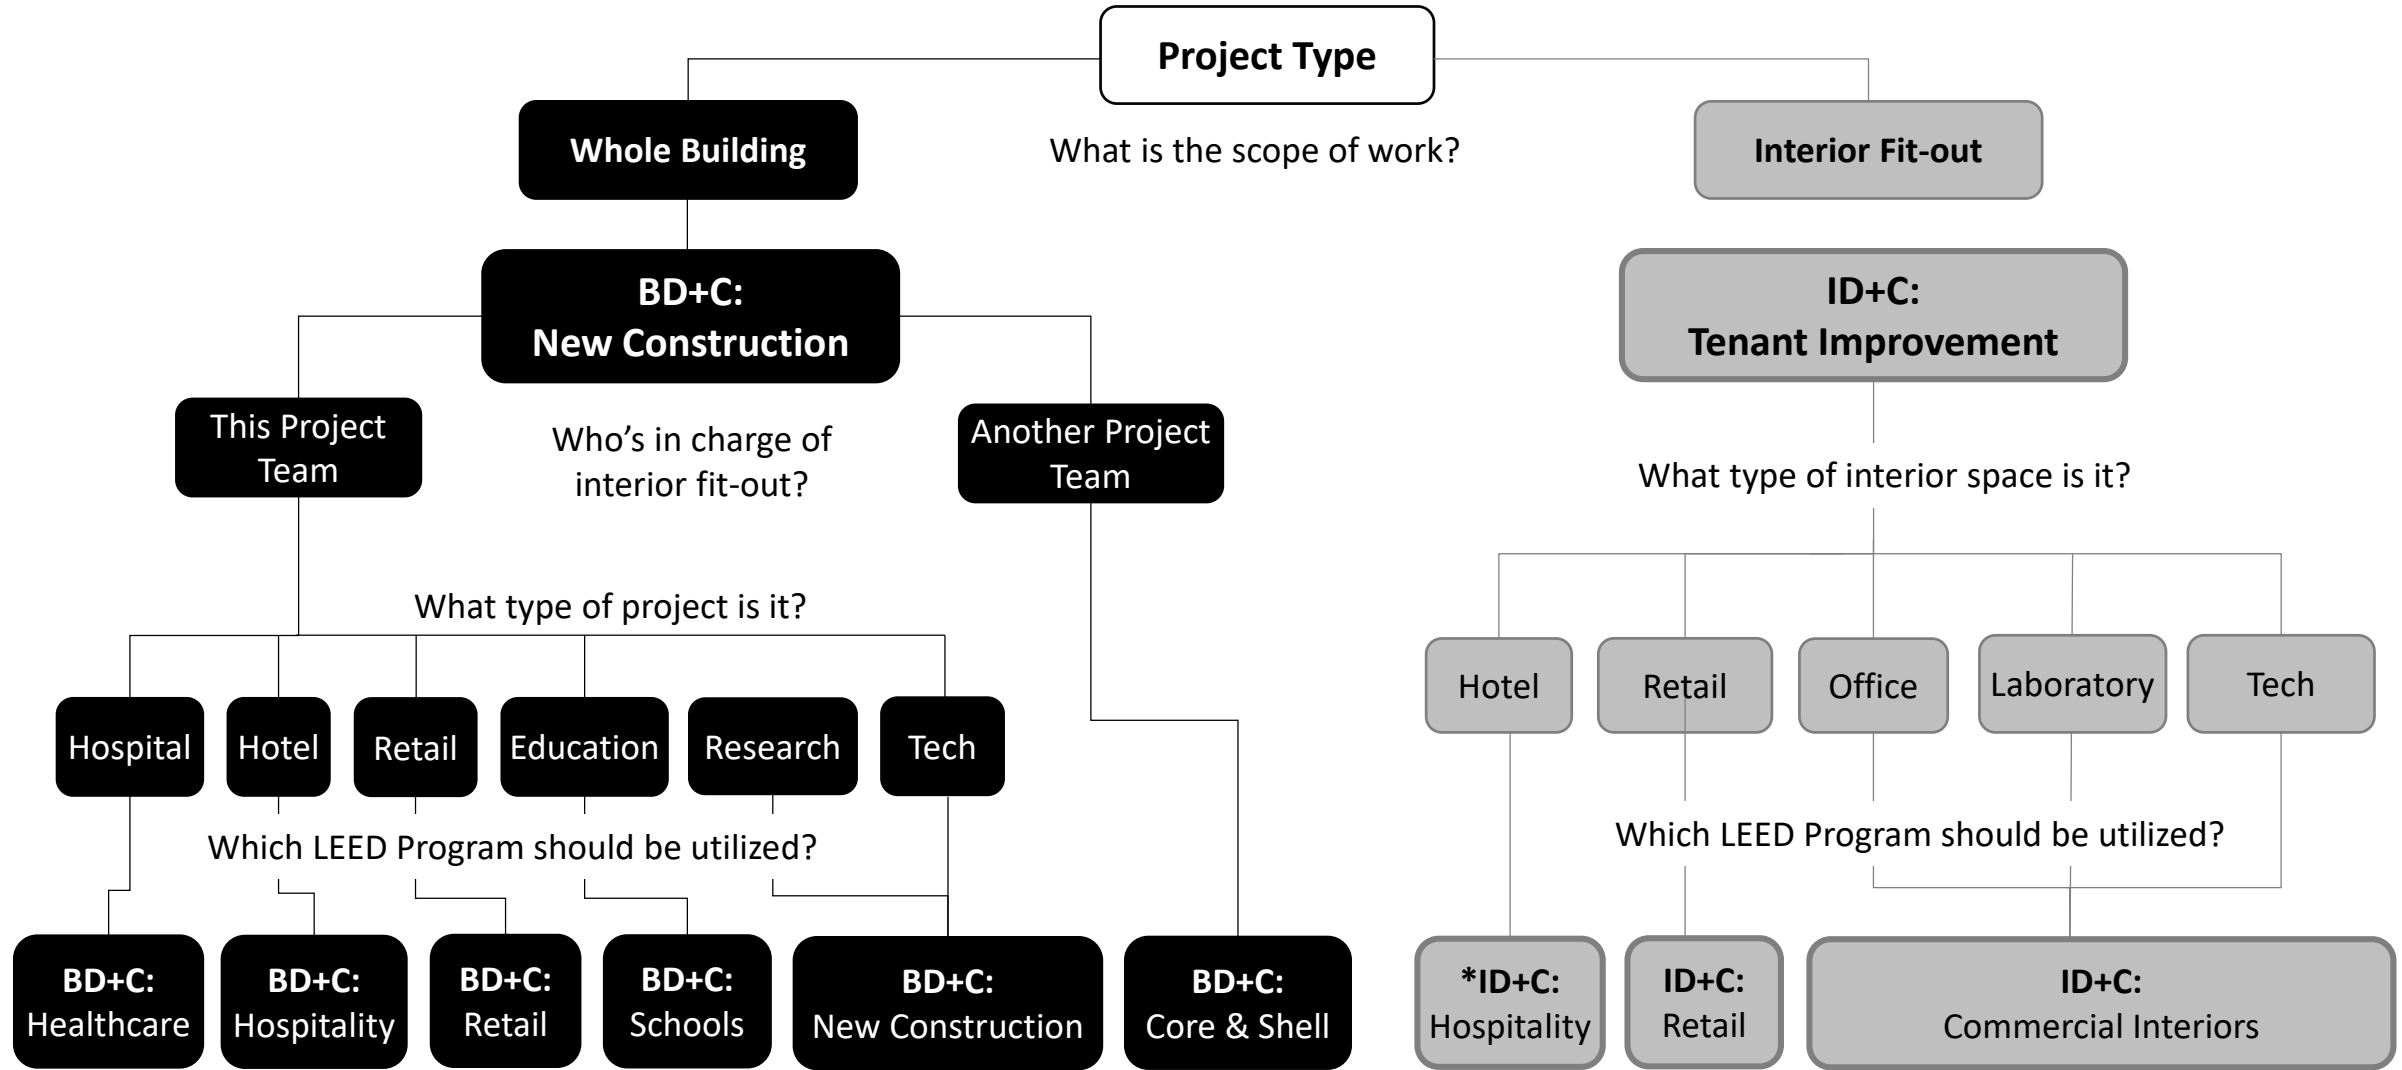 Project Type
Whole Building
What is the scope of work?
Interior Fit-out
BD+C:
New Construction
ID+C:
Tenant Improvement
This Project
Team
Who’s in charge of
interior fit-out?
Another Project
Team
What type of interior space is it?
What type of project is it?
Hotel
Retail
Office
Laboratory
Tech
Hospital
Hotel
Retail
Education
Research
Tech
Which LEED Program should be utilized?
Which LEED Program should be utilized?
BD+C:
Healthcare
BD+C:
Hospitality
BD+C:
Retail
BD+C:
Schools
BD+C:
New Construction
BD+C:
Core & Shell
*ID+C:
Hospitality
ID+C:
Retail
ID+C:
Commercial Interiors